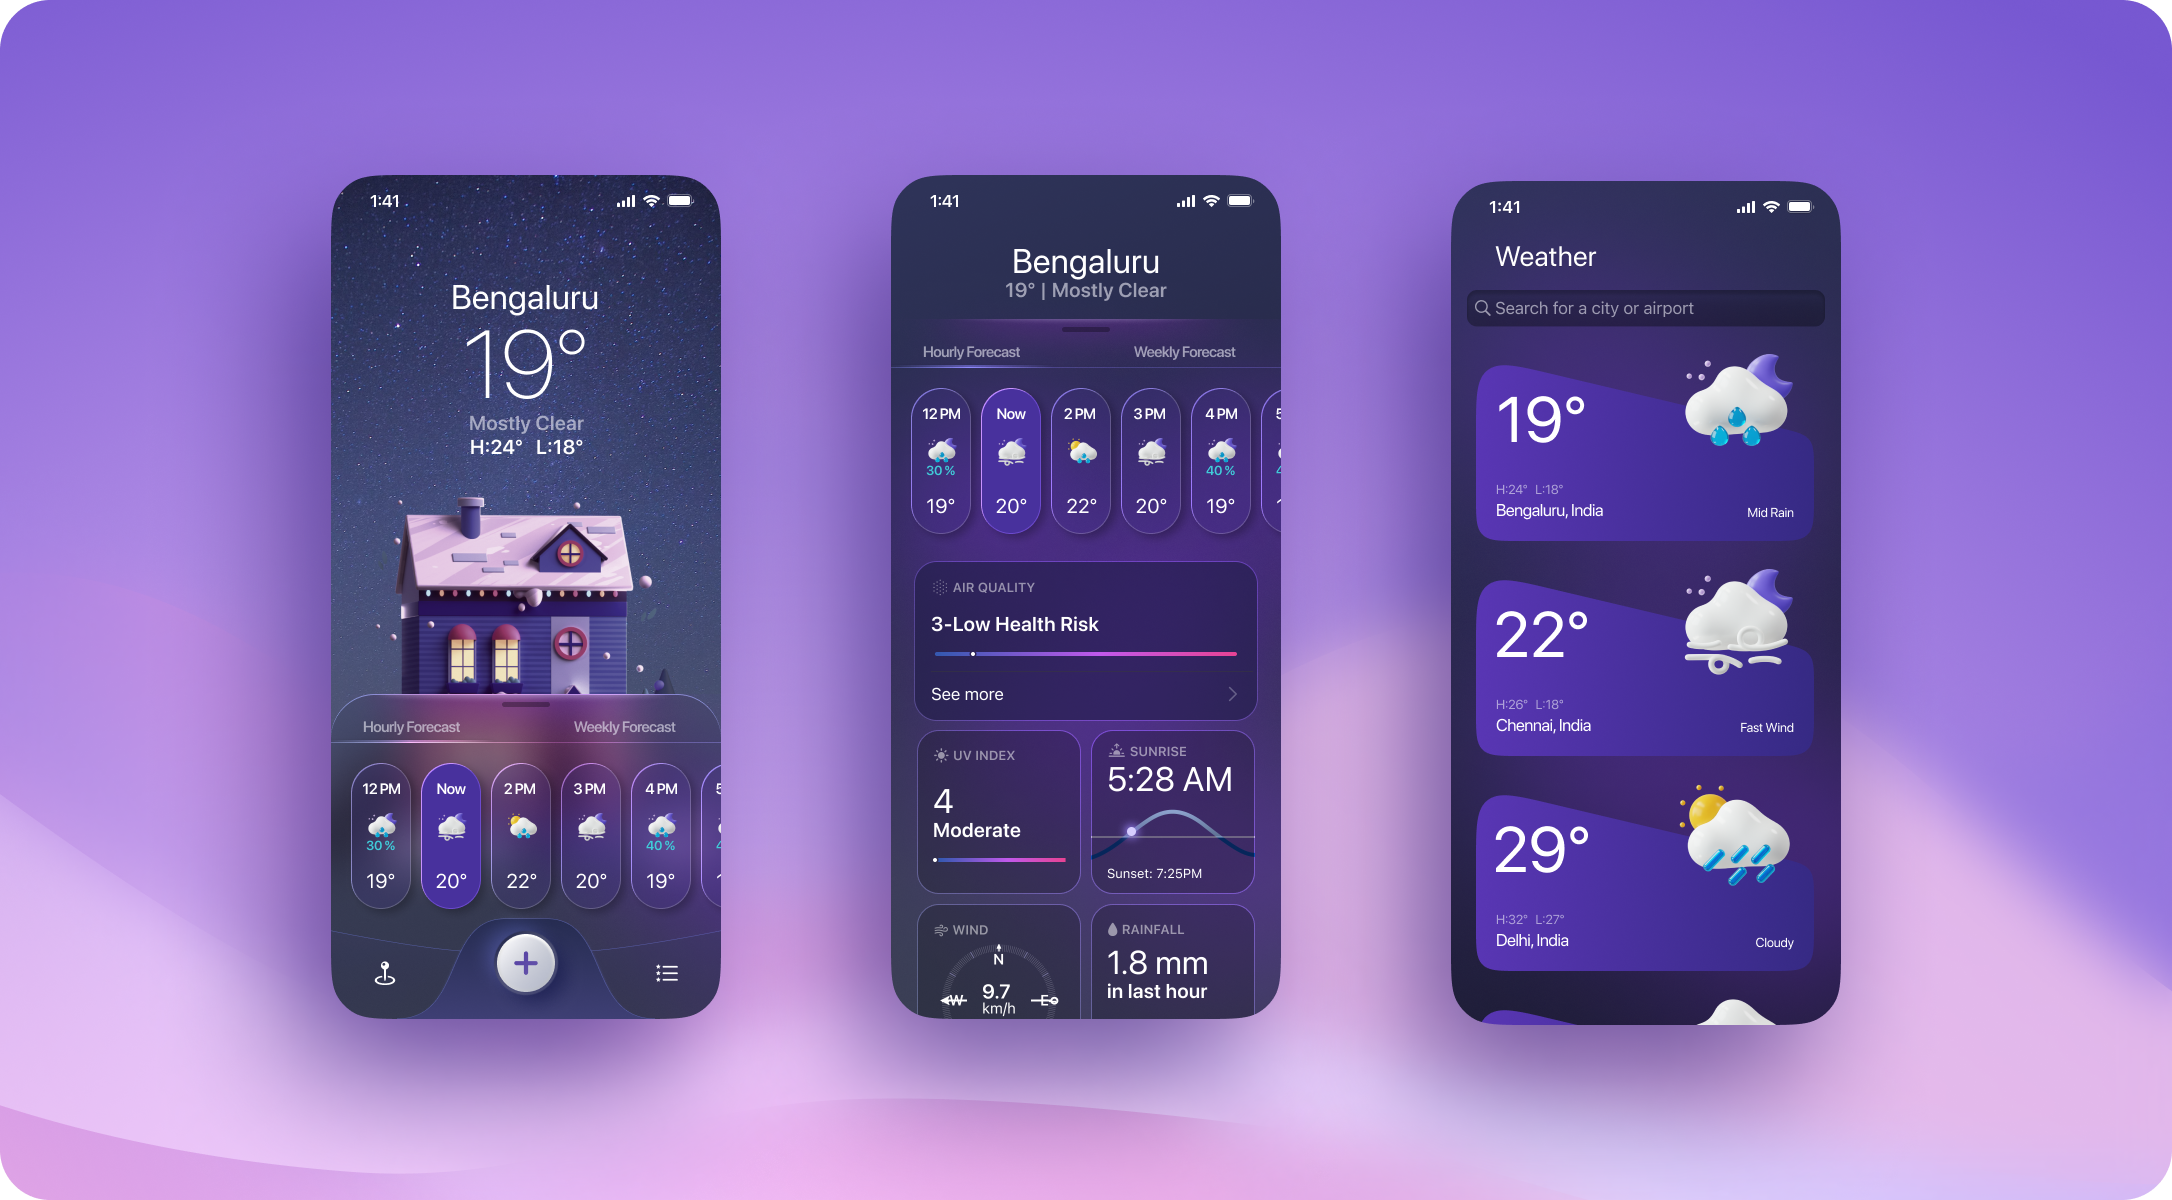 1:41
Bengaluru
19°
Mostly Clear
H:24° L:18°
Hourly Forecast Weekly Forecast
12 PM Now 2 PM 3 PM 4 PM 5
30 % 40 % 4
19° 20° 22° 20° 19° 1
1:41
Bengaluru
19° | Mostly Clear
Hourly Forecast Weekly Forecast
12 PM Now 2 PM 3 PM 4 PM 5
30 % 40 % 4
19° 20° 22° 20° 19° 1
AIR QUALITY
3-Low Health Risk
See more
UV INDEX
4
Moderate
SUNRISE
5:28 AM
Sunset: 7:25PM
WIND
N
W 9.7 E
km/h
RAINFALL
1.8 mm
in last hour
1:41
Weather
Search for a city or airport
19°
H:24° L:18°
Bengaluru, India Mid Rain
22°
H:26° L:18°
Chennai, India Fast Wind
29°
H:32° L:27°
Delhi, India Cloudy